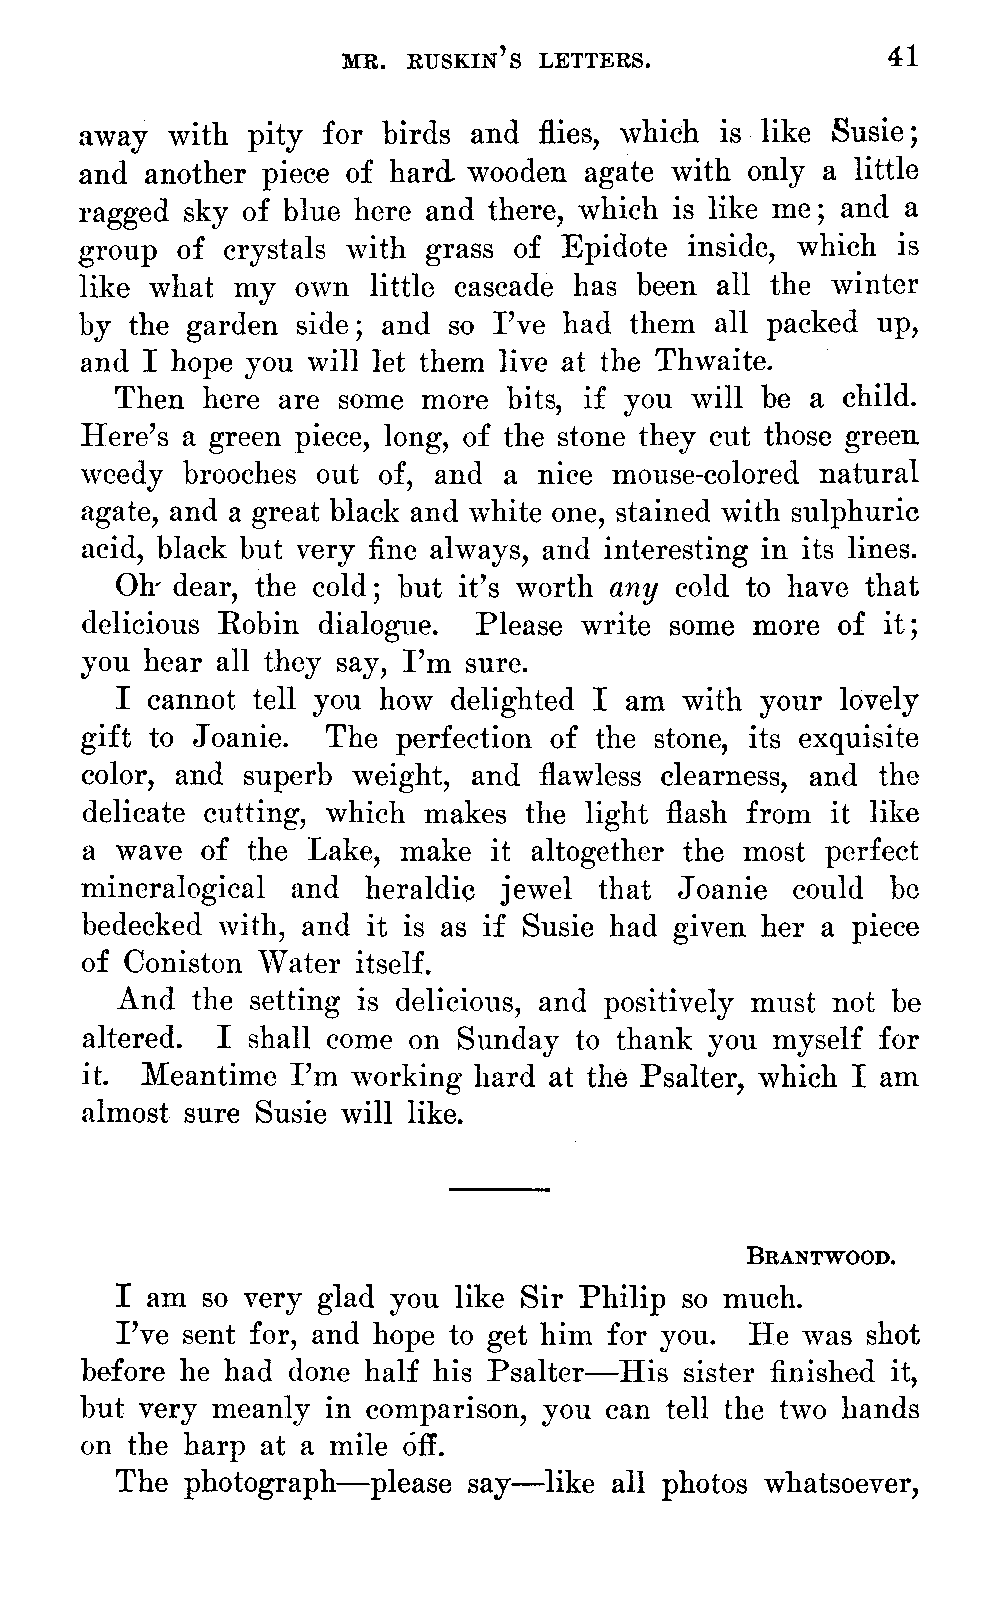 MR. RUSKIN'S LETTERS. 41
away with pity for birds and flies, which is like Susie;
and another piece of hard wooden agate with only a little
ragged sky of blue here and there, which is like me; and a
group of crystals with grass of Epidote inside, which is
like what my own little cascade has been all the winter
by the garden side; and so I've had them all packed up,
and I hope you will let them live at the Thwaite.
Then here are some more bits, if you will be a child.
Here's a green piece, long, of the stone they cut those green
weedy brooches out of, and a nice mouse-colored natural
agate, and a great black and white one, stained with sulphuric
acid, black but very fine always, and interesting in its lines.
Oh dear, the cold; but it's worth any cold to have that
delicious Robin dialogue. Please write some more of it;
you hear all they say, I'm sure.
I cannot tell you how delighted I am with your lovely
gift to Joanie. The perfection of the stone, its exquisite
color, and superb weight, and flawless clearness, and the
delicate cutting, which makes the light flash from it like
a wave of the Lake, make it altogether the most perfect
mineralogical and heraldic jewel that Joanie could be
bedecked with, and it is as if Susie had given her a piece
of Coniston Water itself.
And the setting is delicious, and positively must not be
altered. I shall come on Sunday to thank you myself for
it. Meantime I'm working hard at the Psalter, which I am
almost sure Susie will like.
BRANTWOOD.
I am so very glad you like Sir Philip so much.
I've sent for, and hope to get him for you. He was shot
before he had done half his Psalter—His sister finished it,
but very meanly in comparison, you can tell the two hands
on the harp at a mile off.
The photograph—please say—like all photos whatsoever,